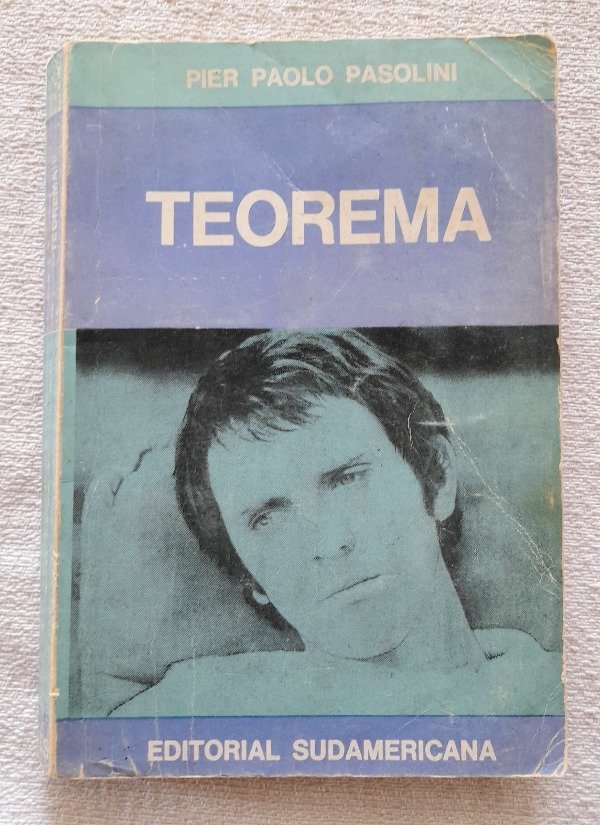 PIER PAOLO PASOLINI
TEOREMA
EDITORIAL SUDAMERICANA